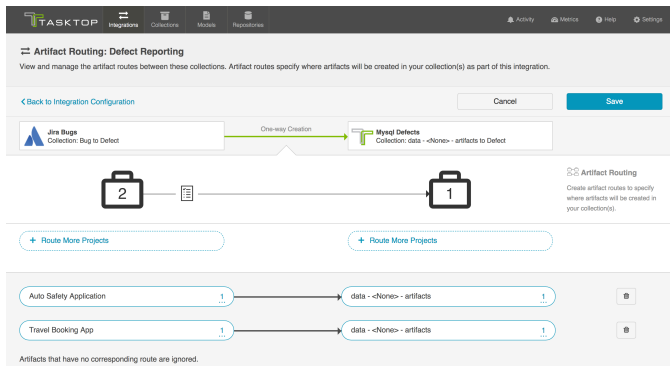 TASKTOP
Integrations
Collections
Models
Repositories
Activity
Metrics
Help
Settings
Artifact Routing: Defect Reporting
View and manage the artifact routes between these collections. Artifact routes specify where artifacts will be created in your collection(s) as part of this integration.
Back to Integration Configuration
Cancel
Save
Jira Bugs
Collection: Bug to Defect
One-way Creation
Mysql Defects
Collection: data - <None> - artifacts to Defect
2
1
Artifact Routing
Create artifact routes to specify
where artifacts will be created in
your collection(s).
+ Route More Projects
+ Route More Projects
Auto Safety Application 1 ...
data - <None> - artifacts 1 ...
Travel Booking App 1 ...
data - <None> - artifacts 1 ...
Artifacts that have no corresponding route are ignored.